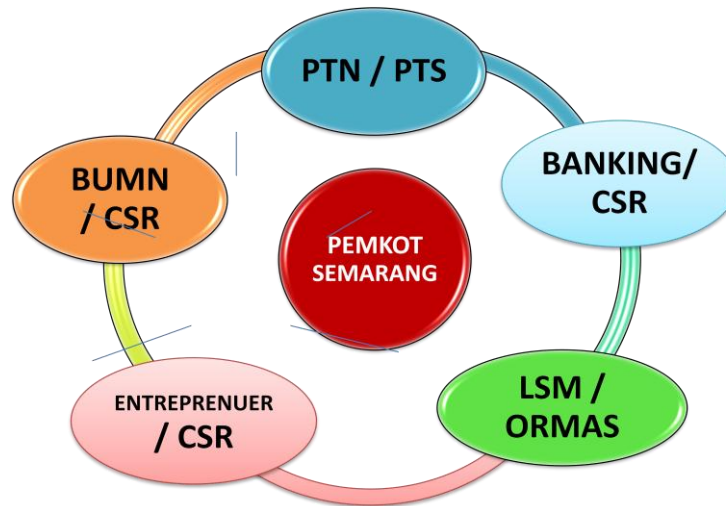 PTN / PTS
BANKING/
CSR
LSM /
ORMAS
ENTREPRENUER
/ CSR
BUMN
/ CSR
PEMKOT
SEMARANG